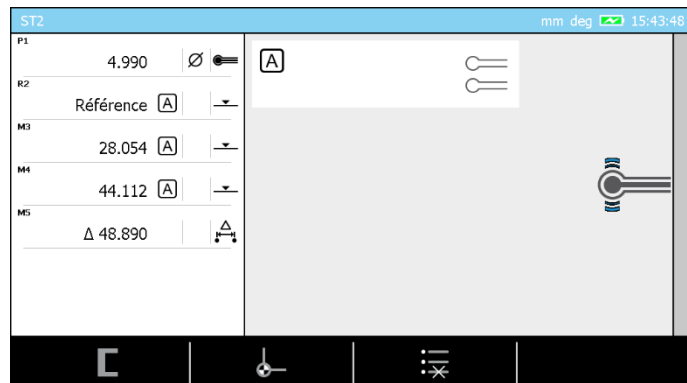 ST2
mm deg 15:43:48
P1
4.990 Ø
R2
Référence A
M3
28.054 A
M4
44.112 A
M5
Δ 48.890 Δ
A